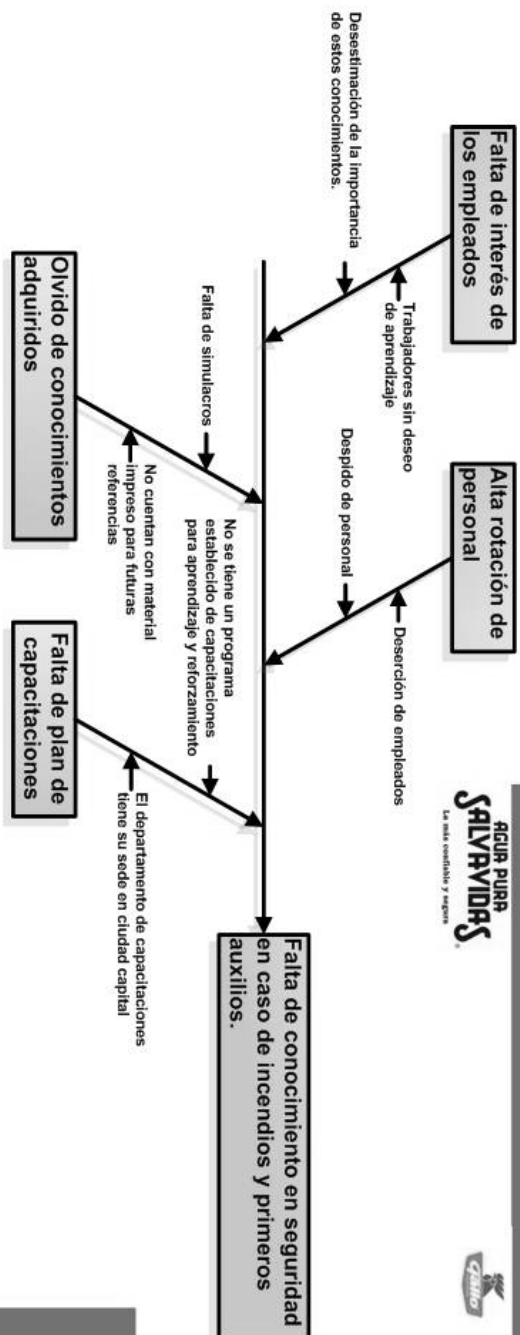 AGUA PURA
SALVAVIDAS
La más confiable y segura
Gallo
Falta de interés de
los empleados
Alta rotación de
personal
Trabajadores sin deseo
de aprendizaje
Deserción de empleados
Desestimación de la importancia
de estos conocimientos.
Despido de personal
Falta de conocimiento en seguridad
en caso de incendios y primeros
auxilios.
Falta de simulacros
No se tiene un programa
establecido de capacitaciones
para aprendizaje y reforzamiento
No cuentan con material
impreso para futuras
referencias
El departamento de capacitaciones
tiene su sede en ciudad capital
Olvido de conocimientos
adquiridos
Falta de plan de
capacitaciones